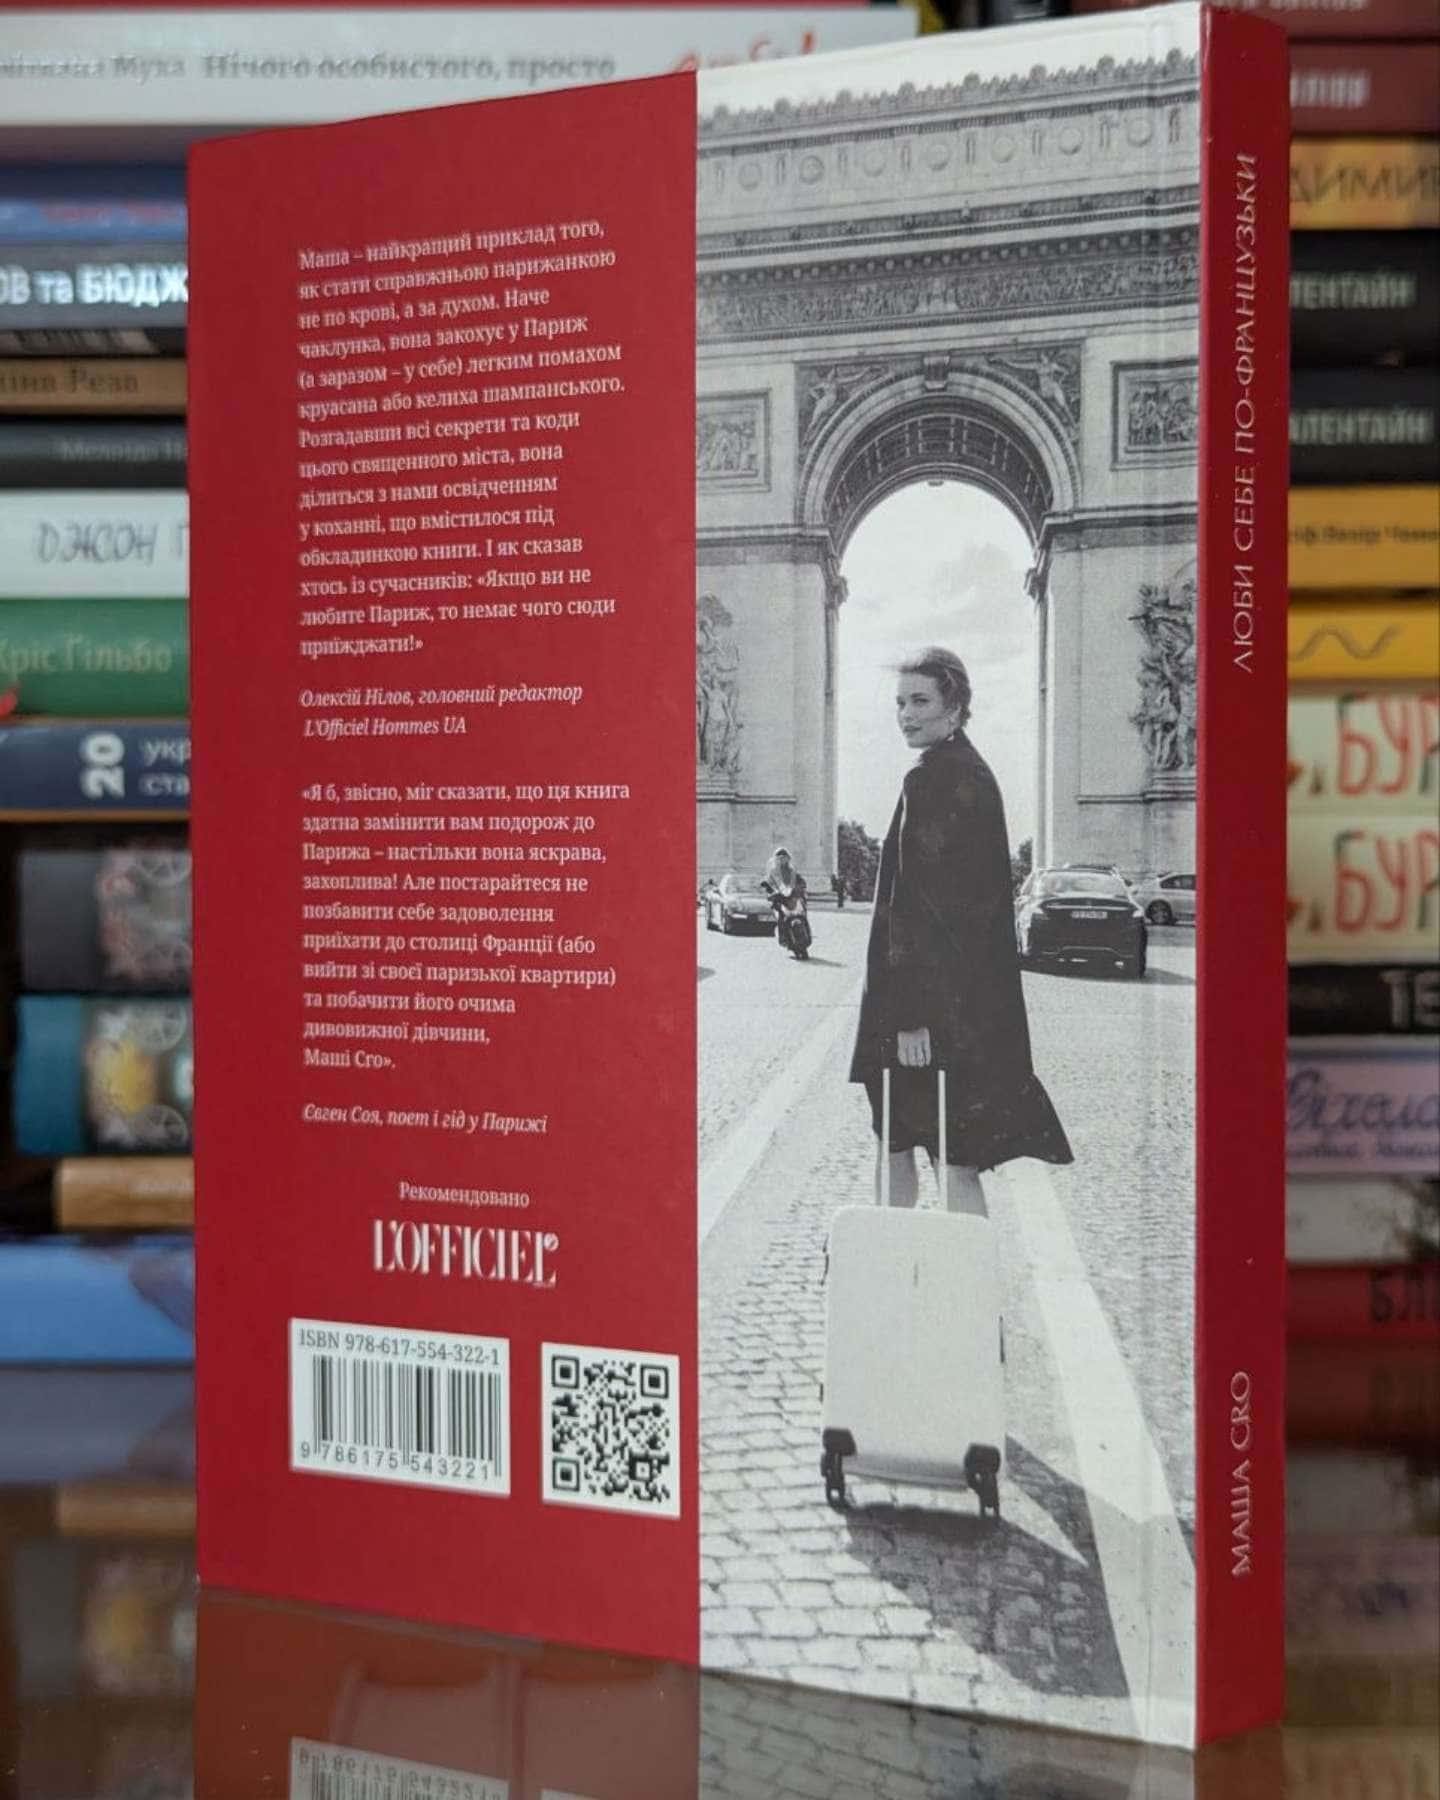 Нічого особистого, просто
Маша – найкращий приклад того,
як стати справжньою парижанкою
не по крові, а за духом. Наче
чаклунка, вона закохує у Париж
(а заразом – у себе) легким помахом
круасана або келиха шампанського.
Розгадавши всі секрети та коди
цього священного міста, вона
ділиться з нами освідченням
у коханні, що вмістилося під
обкладинкою книги. І як сказав
хтось із сучасників: «Якщо ви не
любите Париж, то немає чого сюди
приїжджати!»
Олексій Нілов, головний редактор
L'Officiel Hommes UA
«Я б, звісно, міг сказати, що ця книга
здатна замінити вам подорож до
Парижа – настільки вона яскрава,
захоплива! Але постарайтеся не
позбавити себе задоволення
приїхати до столиці Франції (або
вийти зі своєї паризької квартири)
та побачити його очима
дивовижної дівчини,
Маші Cro».
Євген Соя, поет і гід у Парижі
Рекомендовано
L'OFFICIEL
ISBN 978-617-554-322-1
9 786175 543221
ЛЮБИ СЕБЕ ПО-ФРАНЦУЗЬКИ
МАША CRO
та БЮДЖ
ДЖОН
Кріс Гільбо
20
укр
ста
БУР
БУР